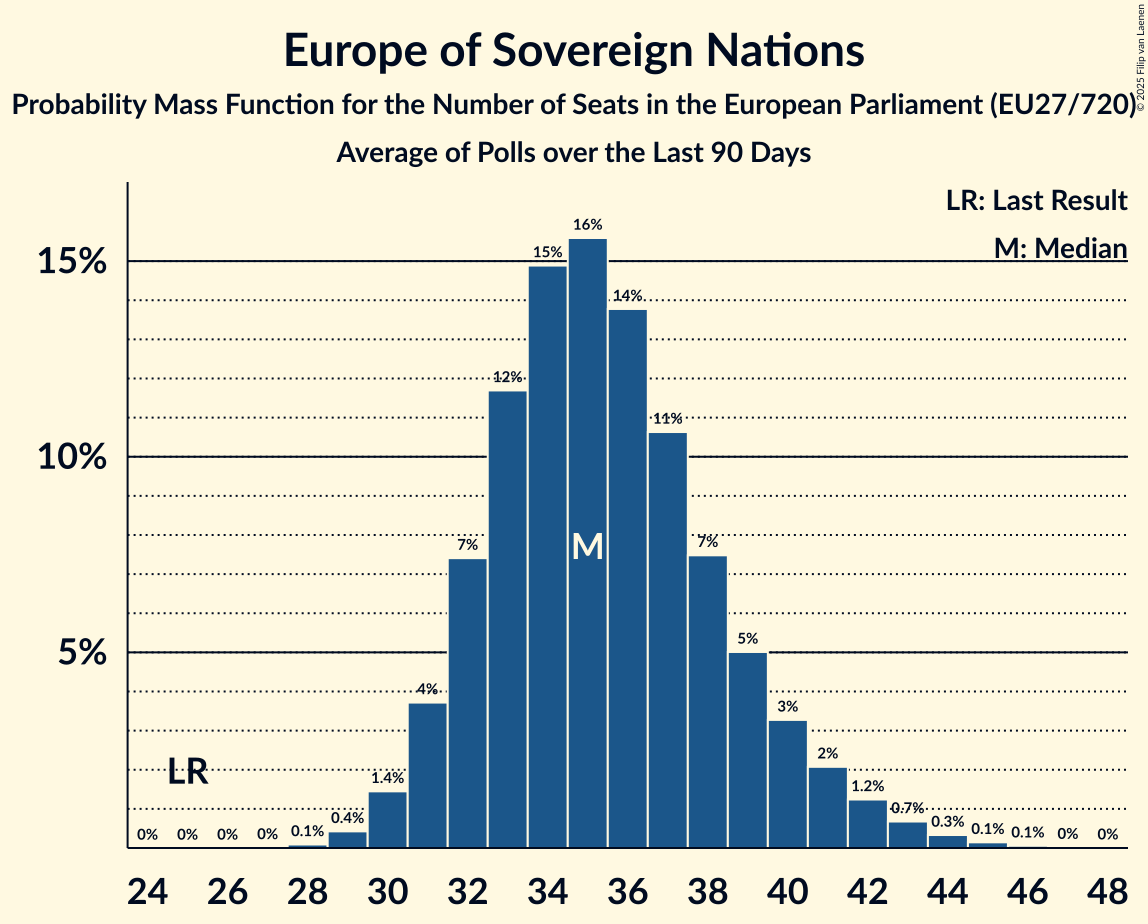 Europe of Sovereign Nations
Probability Mass Function for the Number of Seats in the European Parliament (EU27/720)
Average of Polls over the Last 90 Days
© 2025 Filip van Laenen
LR: Last Result
M: Median
15%
10%
5%
0% 0% 0% 0% 0.1% 0.4% 1.4% 4% 7% 12% 15% 16% 14% 11% 7% 5% 3% 2% 1.2% 0.7% 0.3% 0.1% 0.1% 0% 0%
M
LR
24 26 28 30 32 34 36 38 40 42 44 46 48